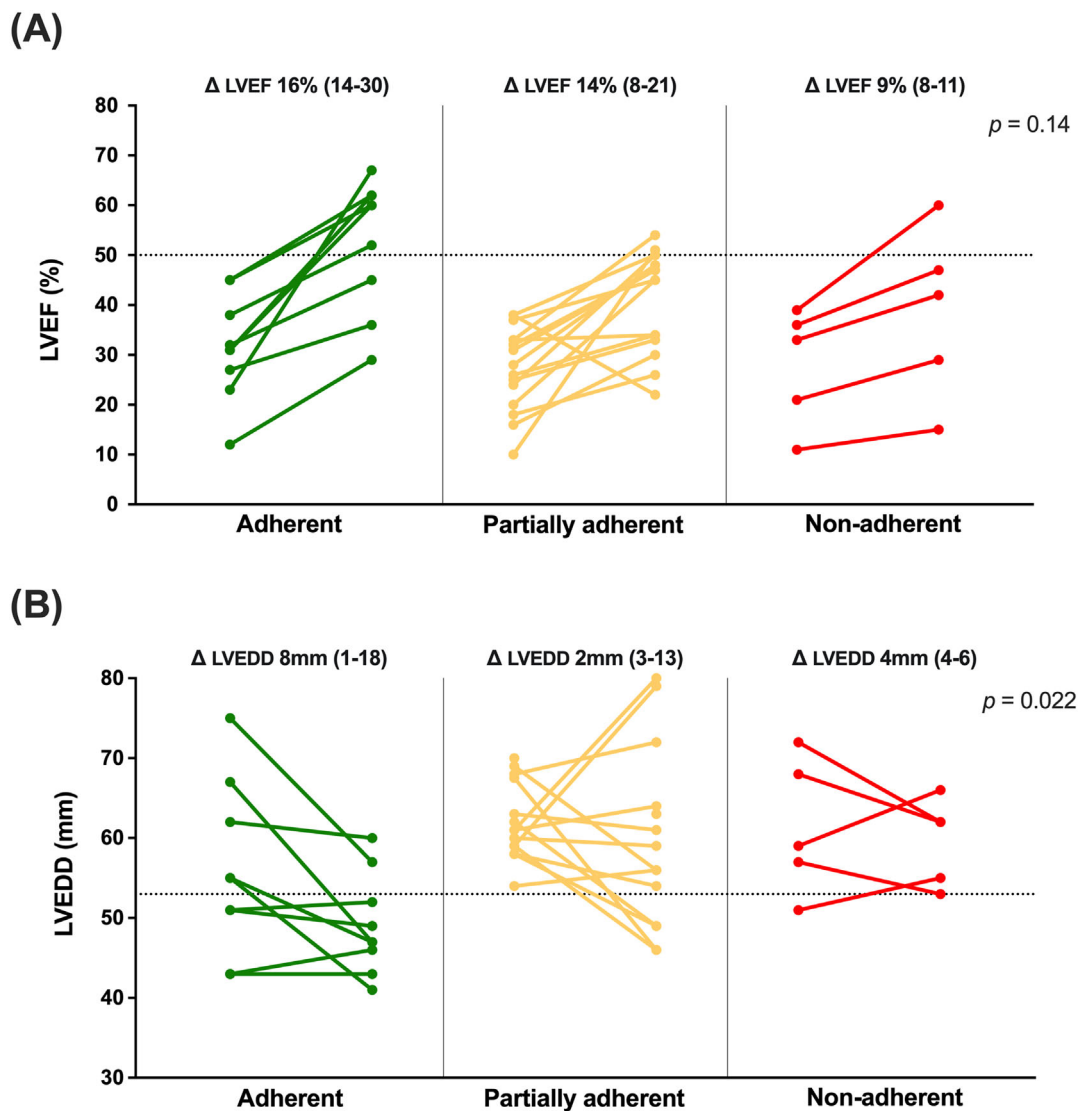 (A)
Δ LVEF 16% (14-30) Δ LVEF 14% (8-21) Δ LVEF 9% (8-11)
p = 0.14
80
70
60
50
40
30
20
10
0
LVEF (%)
Adherent Partially adherent Non-adherent
(B)
Δ LVEDD 8mm (1-18) Δ LVEDD 2mm (3-13) Δ LVEDD 4mm (4-6)
p = 0.022
80
70
60
50
40
30
LVEDD (mm)
Adherent Partially adherent Non-adherent